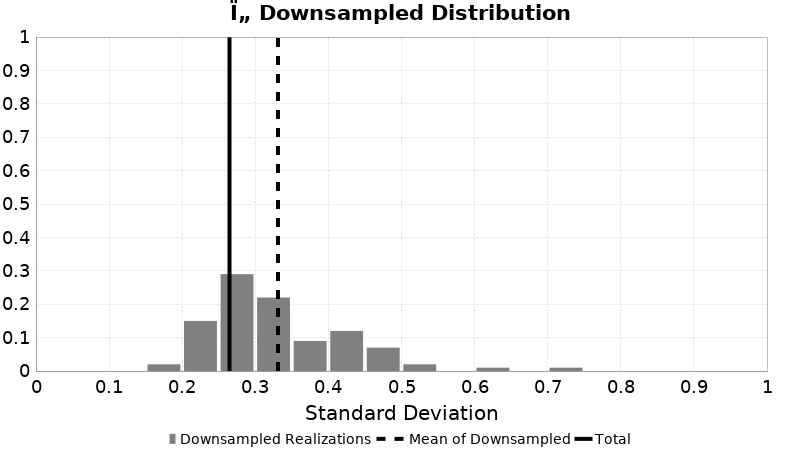 Ï„ Downsampled Distribution
1
0.9
0.8
0.7
0.6
0.5
0.4
0.3
0.2
0.1
0
0 0.1 0.2 0.3 0.4 0.5 0.6 0.7 0.8 0.9 1
Standard Deviation
Downsampled Realizations Mean of Downsampled Total